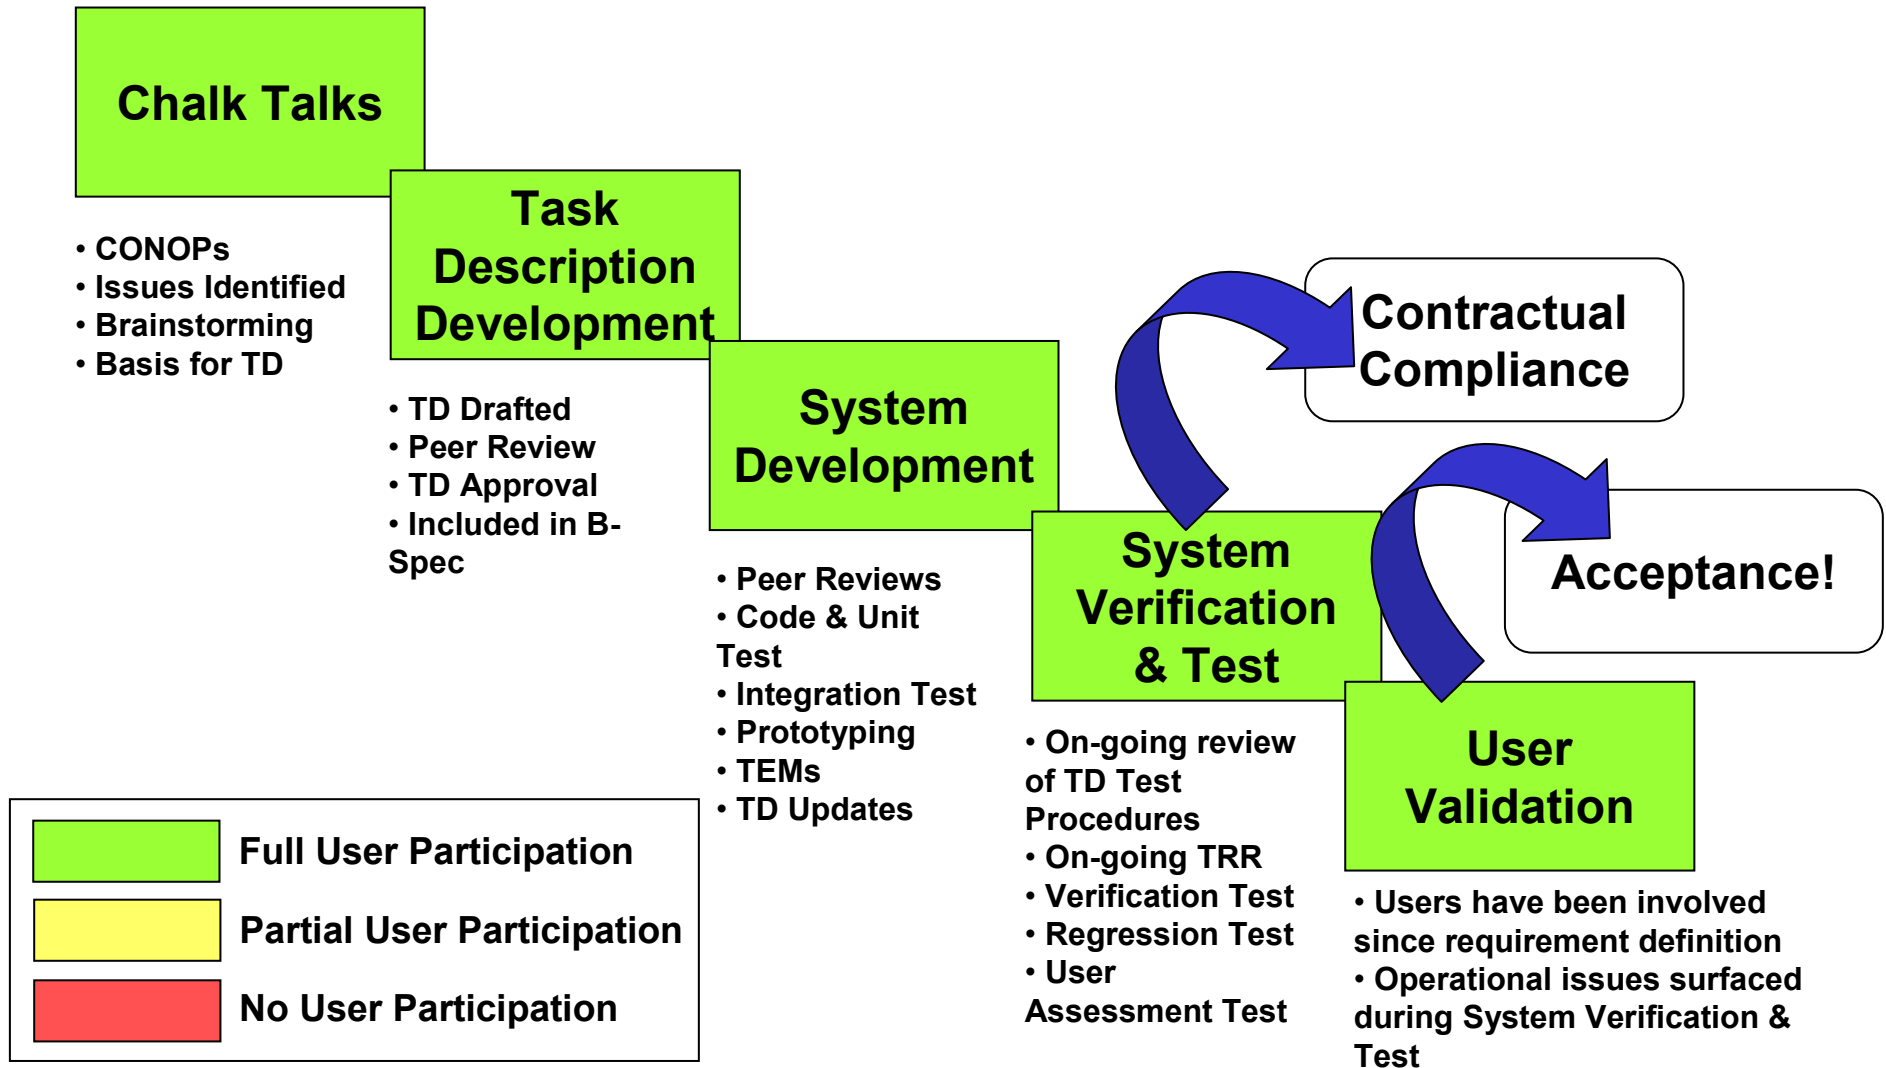 Chalk Talks
• CONOPs
• Issues Identified
• Brainstorming
• Basis for TD
Task
Description
Development
• TD Drafted
• Peer Review
• TD Approval
• Included in B-
Spec
System
Development
• Peer Reviews
• Code & Unit
Test
• Integration Test
• Prototyping
• TEMs
• TD Updates
System
Verification
& Test
• On-going review
of TD Test
Procedures
• On-going TRR
• Verification Test
• Regression Test
• User
Assessment Test
Contractual
Compliance
User
Validation
• Users have been involved
since requirement definition
• Operational issues surfaced
during System Verification &
Test
Acceptance!
Full User Participation
Partial User Participation
No User Participation